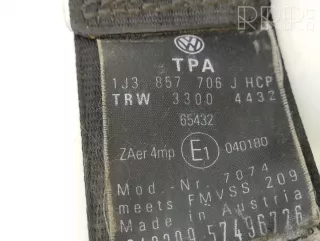 TPA
1J3 857 706 J HCP
TRW 3300 4432
65432
ZAer 4mp E1 040180
Mod.-Nr. 7074
meets FMVSS 209
Made in Austria
57496726